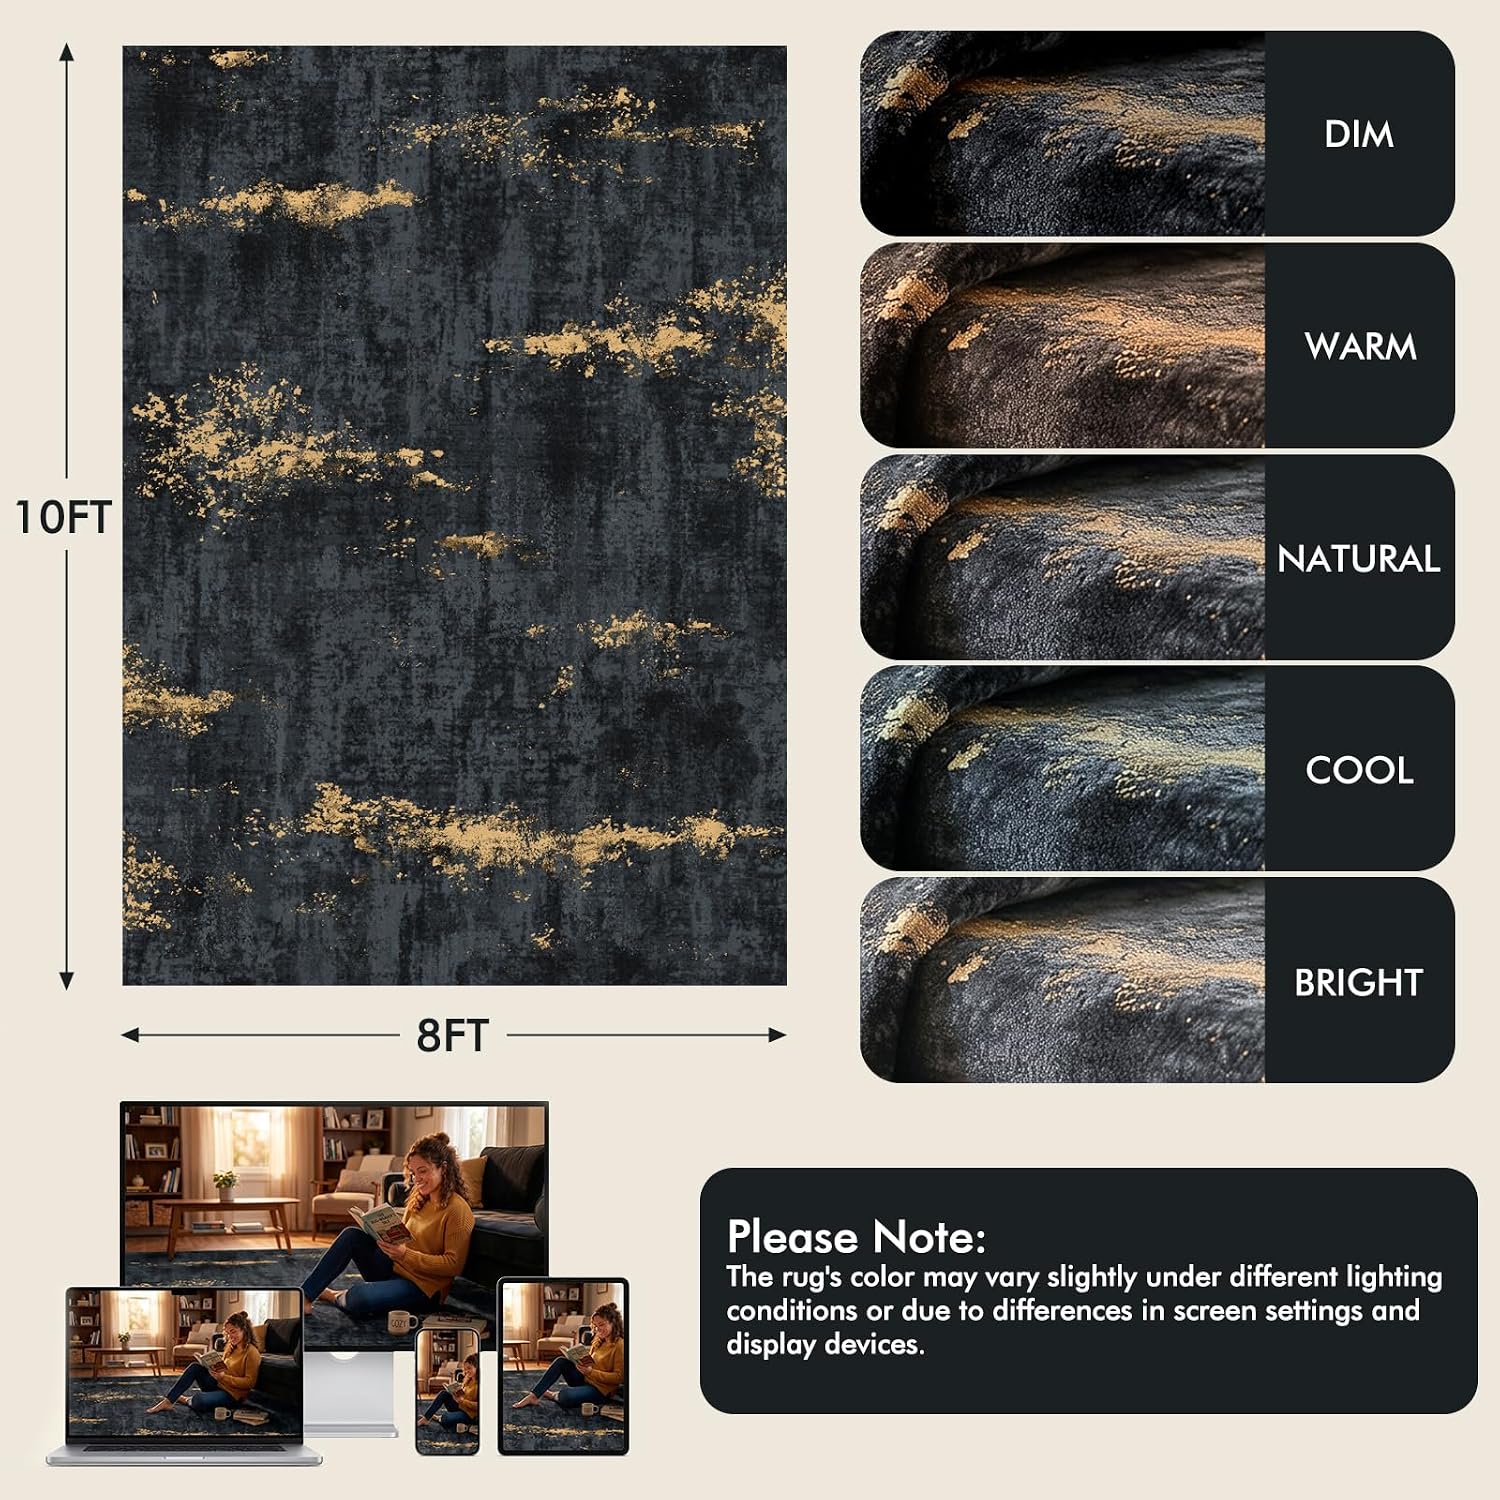 10FT
8FT
DIM
WARM
NATURAL
COOL
BRIGHT
Please Note:
The rug's color may vary slightly under different lighting
conditions or due to differences in screen settings and
display devices.
COZY